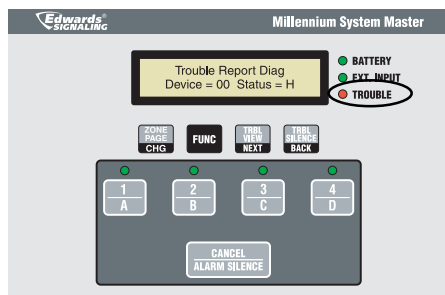 Edwards® SIGNALING
Millennium System Master
Trouble Report Diag
Device = 00 Status = H
BATTERY
EXT. INPUT
TROUBLE
ZONE PAGE CHG
FUNC
TRBL VIEW NEXT
TRBL SILENCE BACK
1 A
2 B
3 C
4 D
CANCEL
ALARM SILENCE